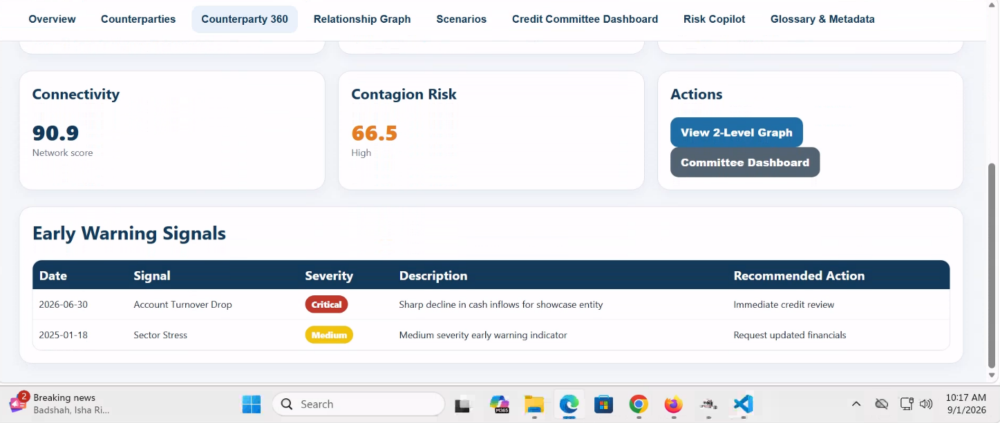 Overview Counterparties Counterparty 360 Relationship Graph Scenarios Credit Committee Dashboard Risk Copilot Glossary & Metadata
Connectivity
90.9
Network score
Contagion Risk
66.5
High
Actions
View 2-Level Graph
Committee Dashboard
Early Warning Signals
Date Signal Severity Description Recommended Action
2026-06-30 Account Turnover Drop Critical Sharp decline in cash inflows for showcase entity Immediate credit review
2025-01-18 Sector Stress Medium Medium severity early warning indicator Request updated financials
2
Breaking news
Badshah, Isha Ri...
Search
M365
10:17 AM
9/1/2026